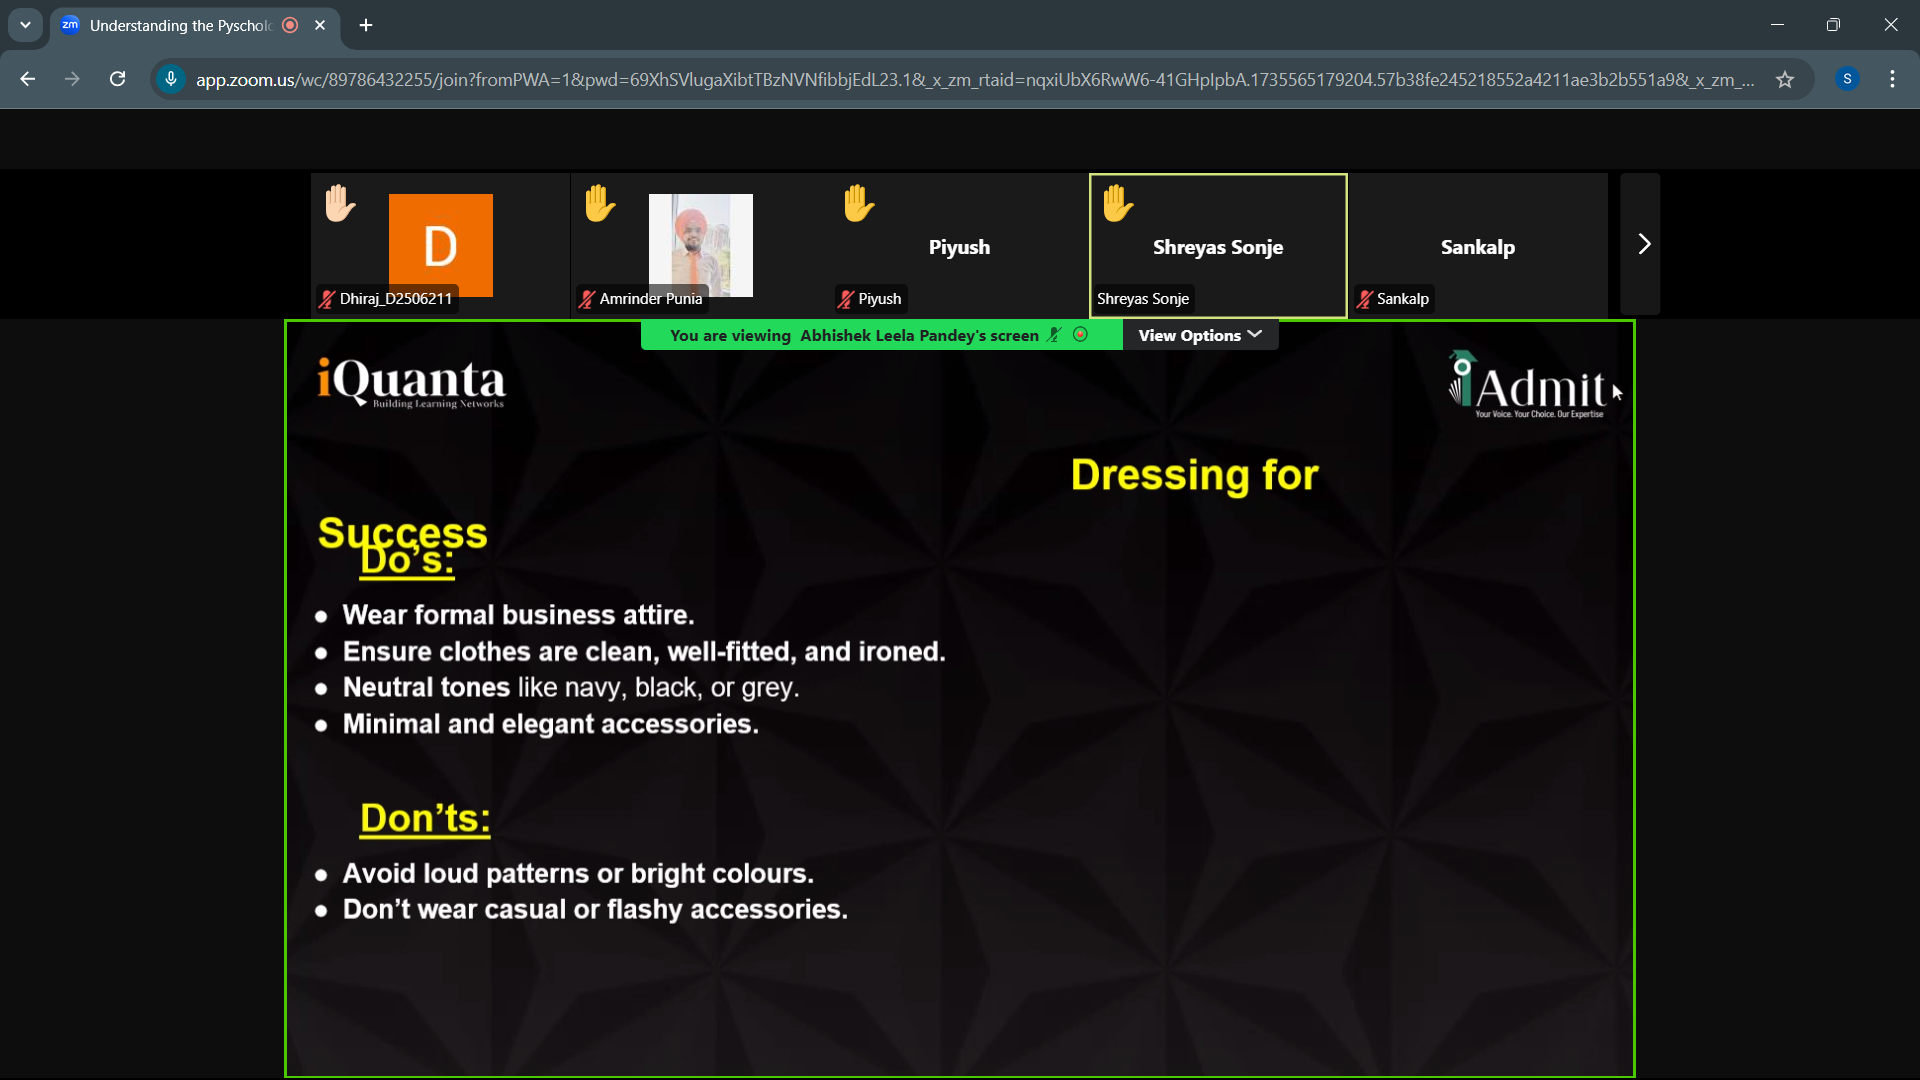 zm Understanding the Pyschol
app.zoom.us/wc/89786432255/join?fromPWA=1&pwd=69XhSVlugaXibtTBzNVNfibbjEdL23.1&_x_zm_rtaid=nqxiUbX6RwW6-41GHpIpbA.1735565179204.57b38fe245218552a4211ae3b2b551a9&_x_zm_...
S
D
Piyush
Shreyas Sonje
Sankalp
Dhiraj_D2506211
Amrinder Punia
Piyush
Shreyas Sonje
Sankalp
You are viewing Abhishek Leela Pandey's screen
View Options
iQuanta
Building Learning Networks
iAdmit
Your Voice. Your Choice. Our Expertise
Dressing for
Success
Do's:
● Wear formal business attire.
● Ensure clothes are clean, well-fitted, and ironed.
● Neutral tones like navy, black, or grey.
● Minimal and elegant accessories.
Don'ts:
● Avoid loud patterns or bright colours.
● Don't wear casual or flashy accessories.